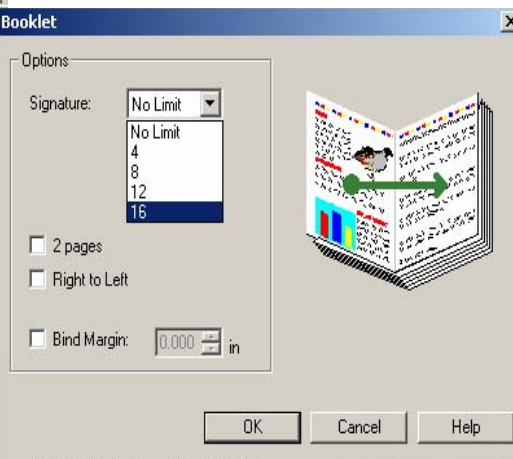 Booklet
Options
Signature: No Limit
No Limit
4
8
12
16
2 pages
Right to Left
Bind Margin: 0.000 in
OK Cancel Help